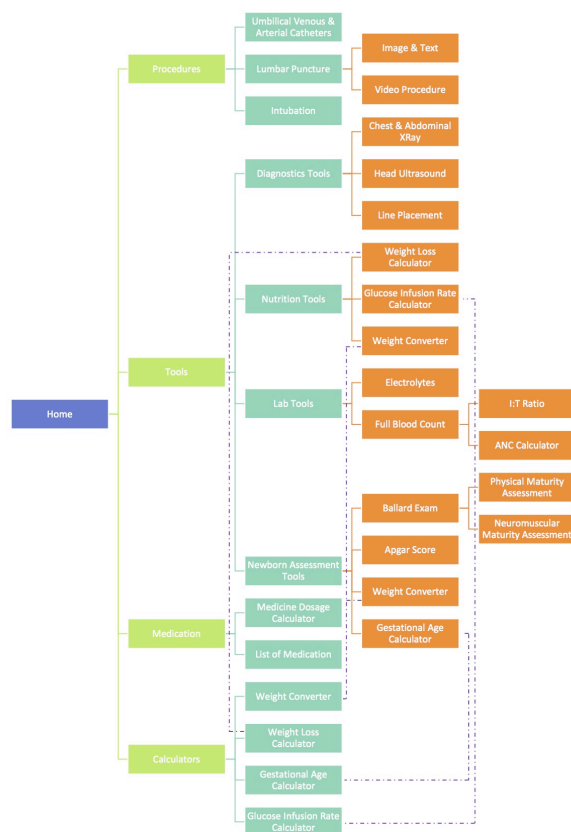 Umbilical Venous &
Arterial Catheters
Image & Text
Procedures
Lumbar Puncture
Video Procedure
Intubation
Chest & Abdominal
XRay
Diagnostics Tools
Head Ultrasound
Line Placement
Weight Loss
Calculator
Nutrition Tools
Glucose Infusion Rate
Calculator
Weight Converter
Tools
Electrolytes
Home
Lab Tools
Full Blood Count
I:T Ratio
ANC Calculator
Physical Maturity
Assessment
Ballard Exam
Neuromuscular
Maturity Assessment
Apgar Score
Newborn Assessment
Tools
Weight Converter
Medicine Dosage
Calculator
Gestational Age
Calculator
Medication
List of Medication
Weight Converter
Weight Loss
Calculator
Calculators
Gestational Age
Calculator
Glucose Infusion Rate
Calculator